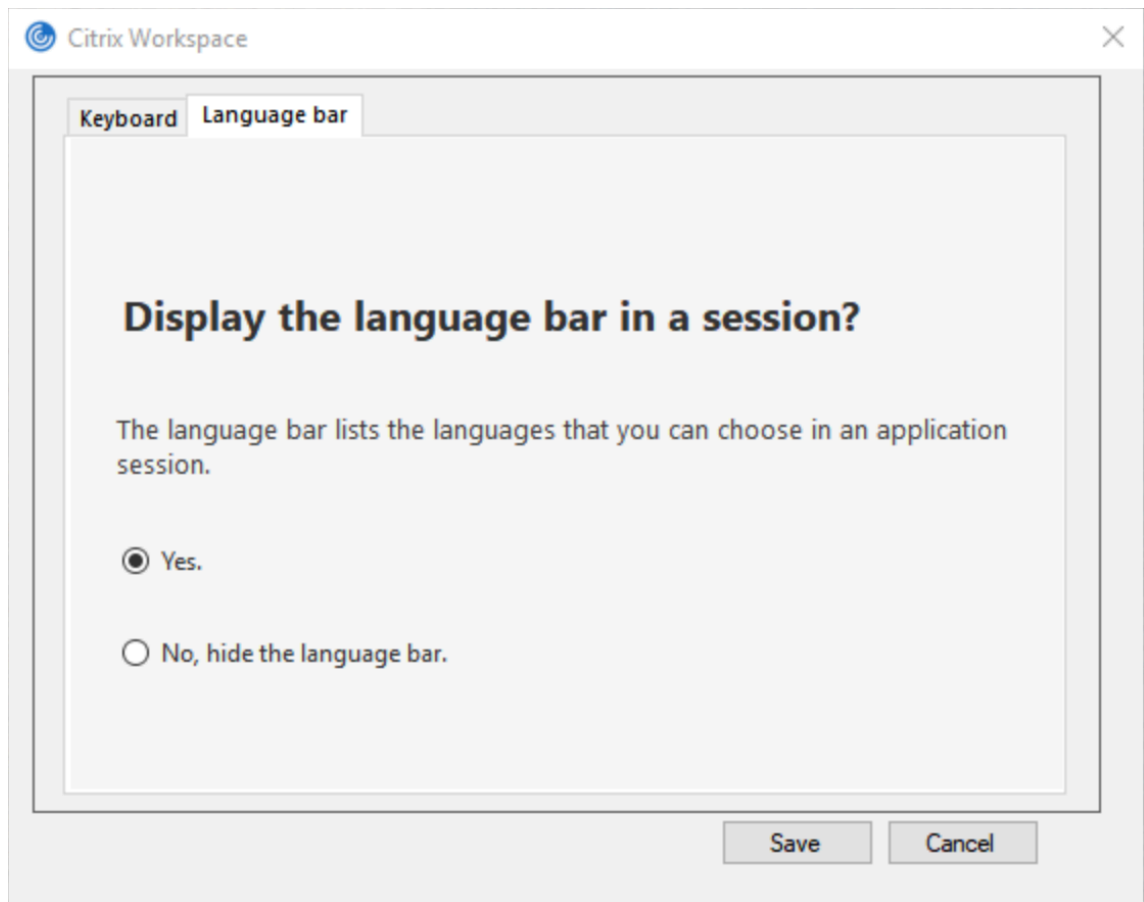 Citrix Workspace
Keyboard
Language bar
Display the language bar in a session?
The language bar lists the languages that you can choose in an application
session.
Yes.
No, hide the language bar.
Save
Cancel